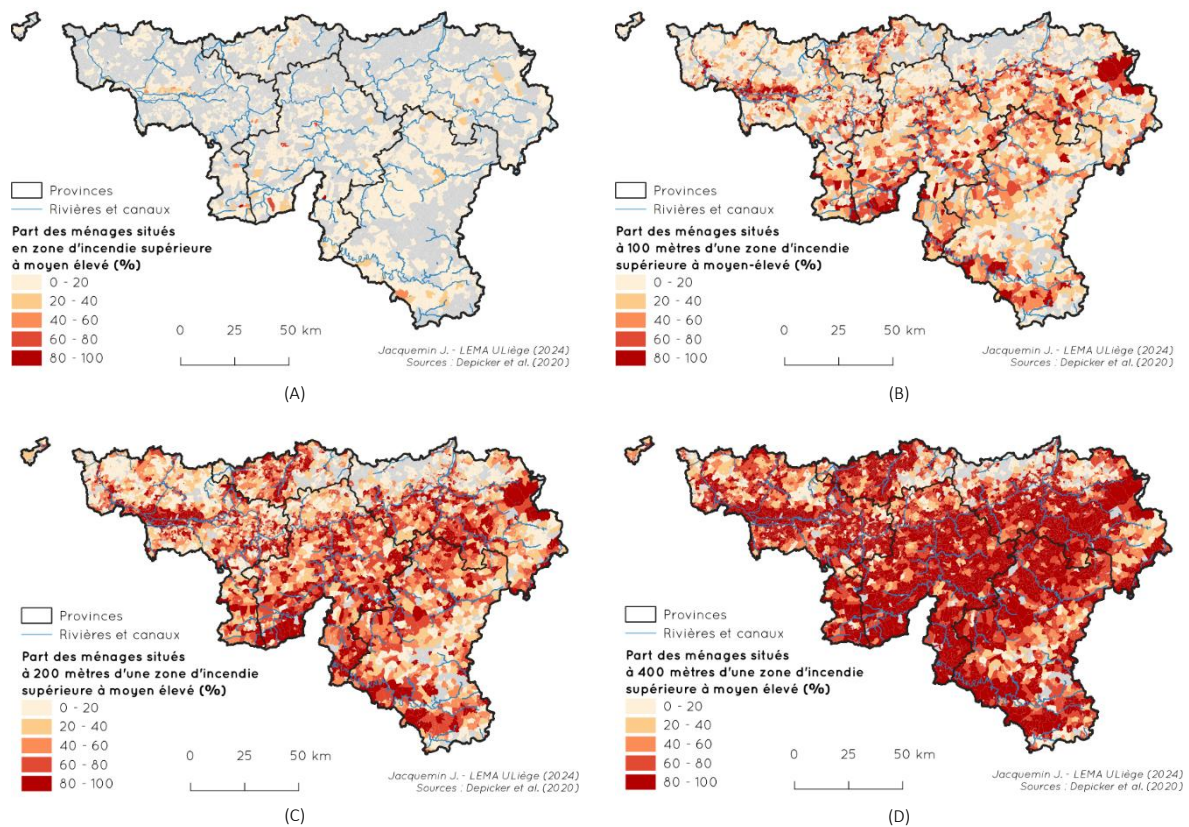 Provinces
Rivières et canaux
Part des ménages situés
en zone d'incendie supérieure
à moyen élevé (%)
0 - 20
20 - 40
40 - 60
60 - 80
80 - 100
0 25 50 km
Jacquemin J. - LEMA ULiège (2024)
Sources : Depicker et al. (2020)
(A)
Provinces
Rivières et canaux
Part des ménages situés
à 100 mètres d'une zone d'incendie
supérieure à moyen-élevé (%)
0 - 20
20 - 40
40 - 60
60 - 80
80 - 100
0 25 50 km
Jacquemin J. - LEMA ULiège (2024)
Sources : Depicker et al. (2020)
(B)
Provinces
Rivières et canaux
Part des ménages situés
à 200 mètres d'une zone d'incendie
supérieure à moyen élevé (%)
0 - 20
20 - 40
40 - 60
60 - 80
80 - 100
0 25 50 km
Jacquemin J. - LEMA ULiège (2024)
Sources : Depicker et al. (2020)
(C)
Provinces
Rivières et canaux
Part des ménages situés
à 400 mètres d'une zone d'incendie
supérieure à moyen élevé (%)
0 - 20
20 - 40
40 - 60
60 - 80
80 - 100
0 25 50 km
Jacquemin J. - LEMA ULiège (2024)
Sources : Depicker et al. (2020)
(D)